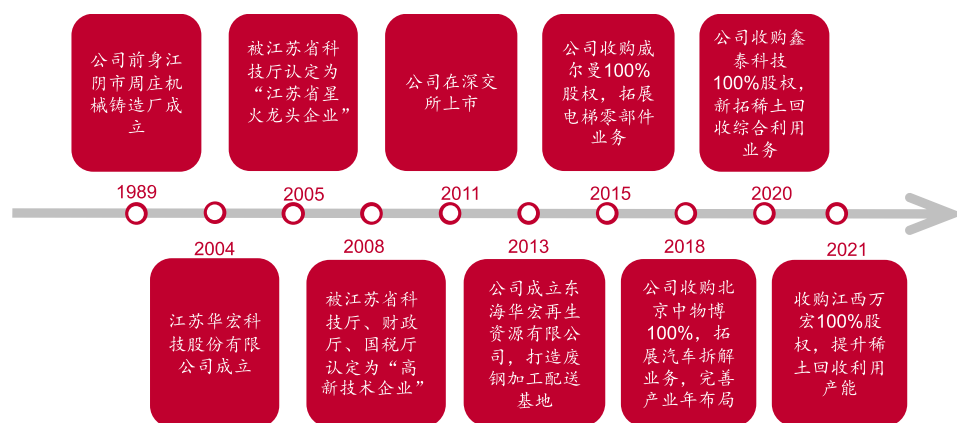 公司前身江
阴市周庄机
械铸造厂成
立
被江苏省科
技厅认定为
“江苏省星
火龙头企业”
公司在深交
所上市
公司收购威
尔曼100%
股权，拓展
电梯零部件
业务
公司收购鑫
泰科技
100%股权，
新拓稀土回
收综合利用
业务
1989
2005
2011
2015
2020
2004
2008
2013
2018
2021
江苏华宏科
技股份有限
公司成立
被江苏省科
技厅、财政
厅、国税厅
认定为“高
新技术企业”
公司成立东
海华宏再生
资源有限公
司，打造废
钢加工配送
基地
公司收购北
京中物博
100%，拓
展汽车拆解
业务，完善
产业年布局
收购江西万
宏100%股
权，提升稀
土回收利用
产能